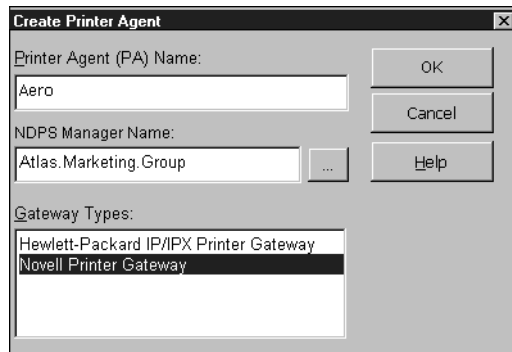 Create Printer Agent
Printer Agent (PA) Name:
Aero
NDPS Manager Name:
Atlas.Marketing.Group
...
Gateway Types:
Hewlett-Packard IP/IPX Printer Gateway
Novell Printer Gateway
OK
Cancel
Help